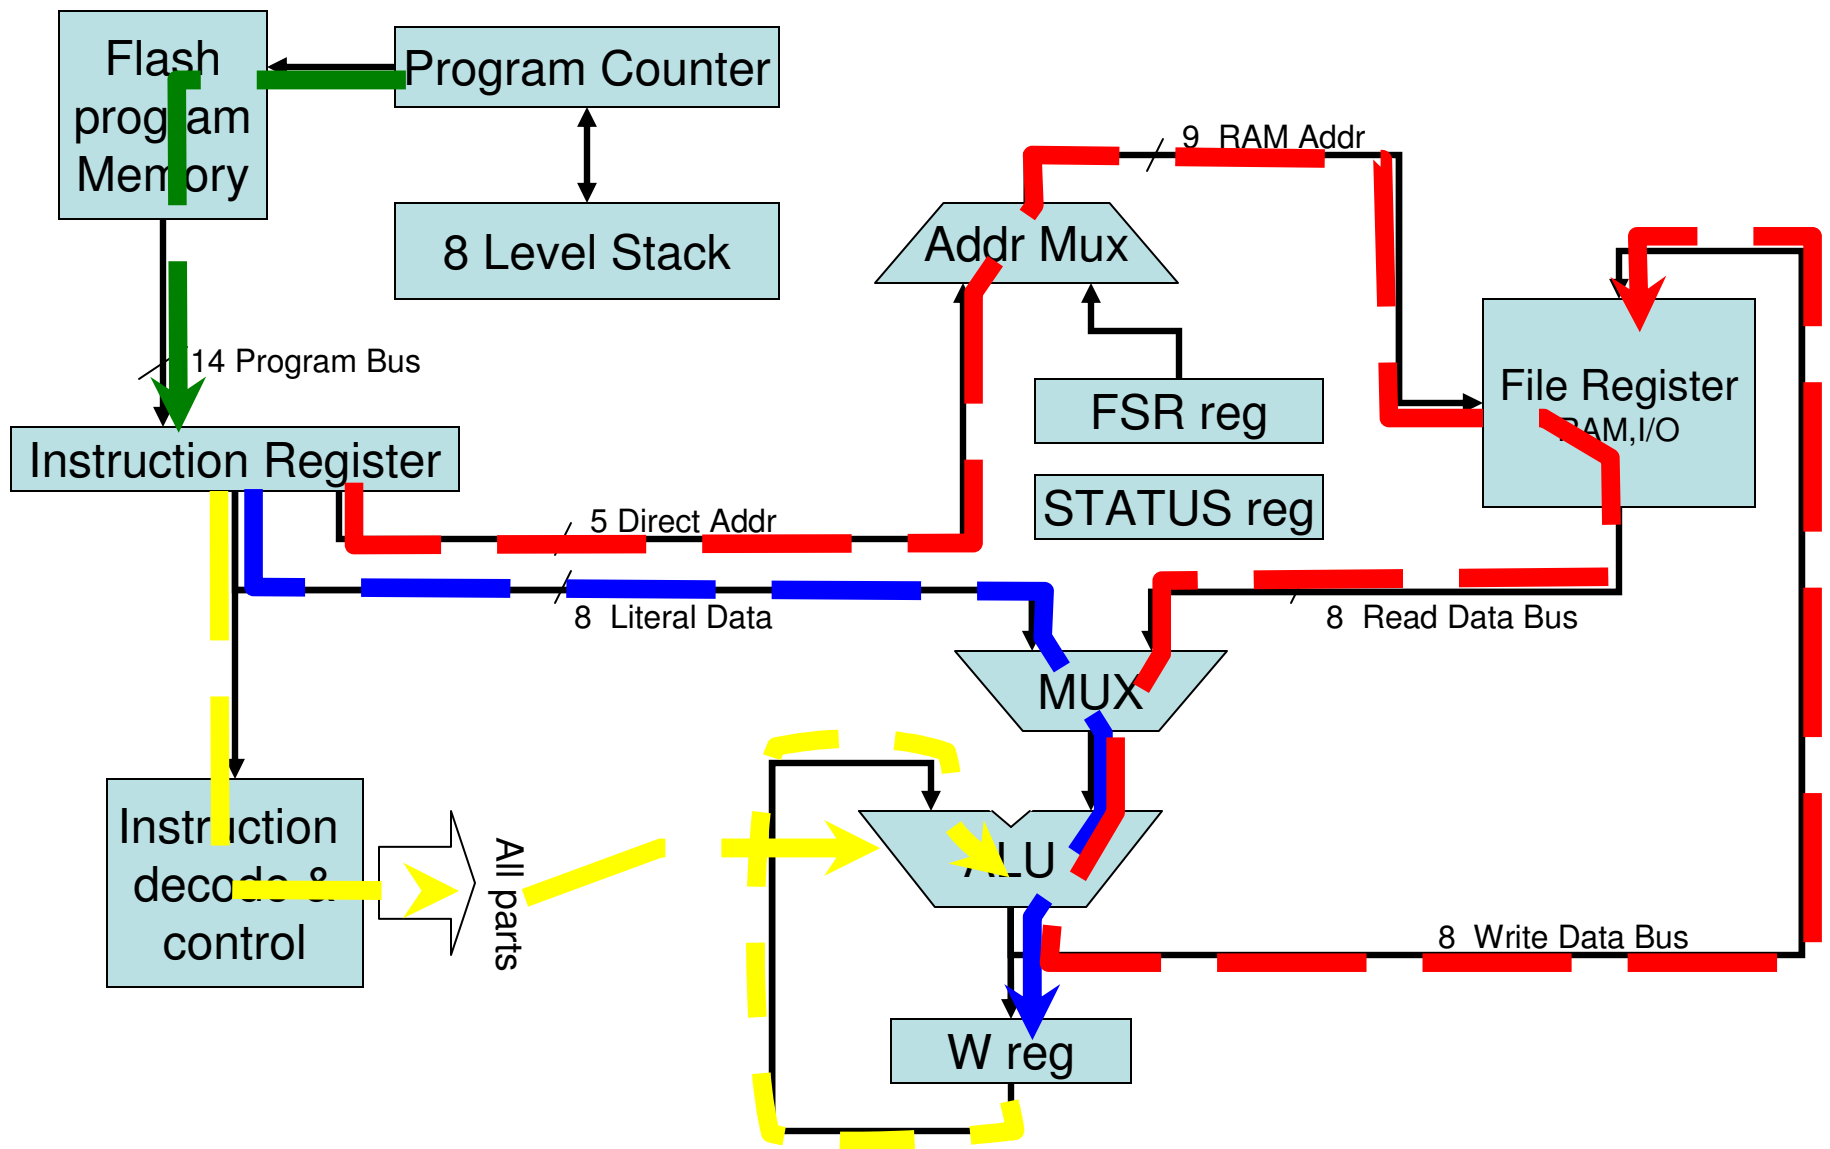 Flash
program
Memory
Program Counter
8 Level Stack
9  RAM Addr
Addr Mux
14 Program Bus
FSR reg
File Register
RAM,I/O
Instruction Register
5 Direct Addr
STATUS reg
8  Literal Data
8  Read Data Bus
MUX
Instruction
decode &
control
All parts
ALU
8  Write Data Bus
W reg